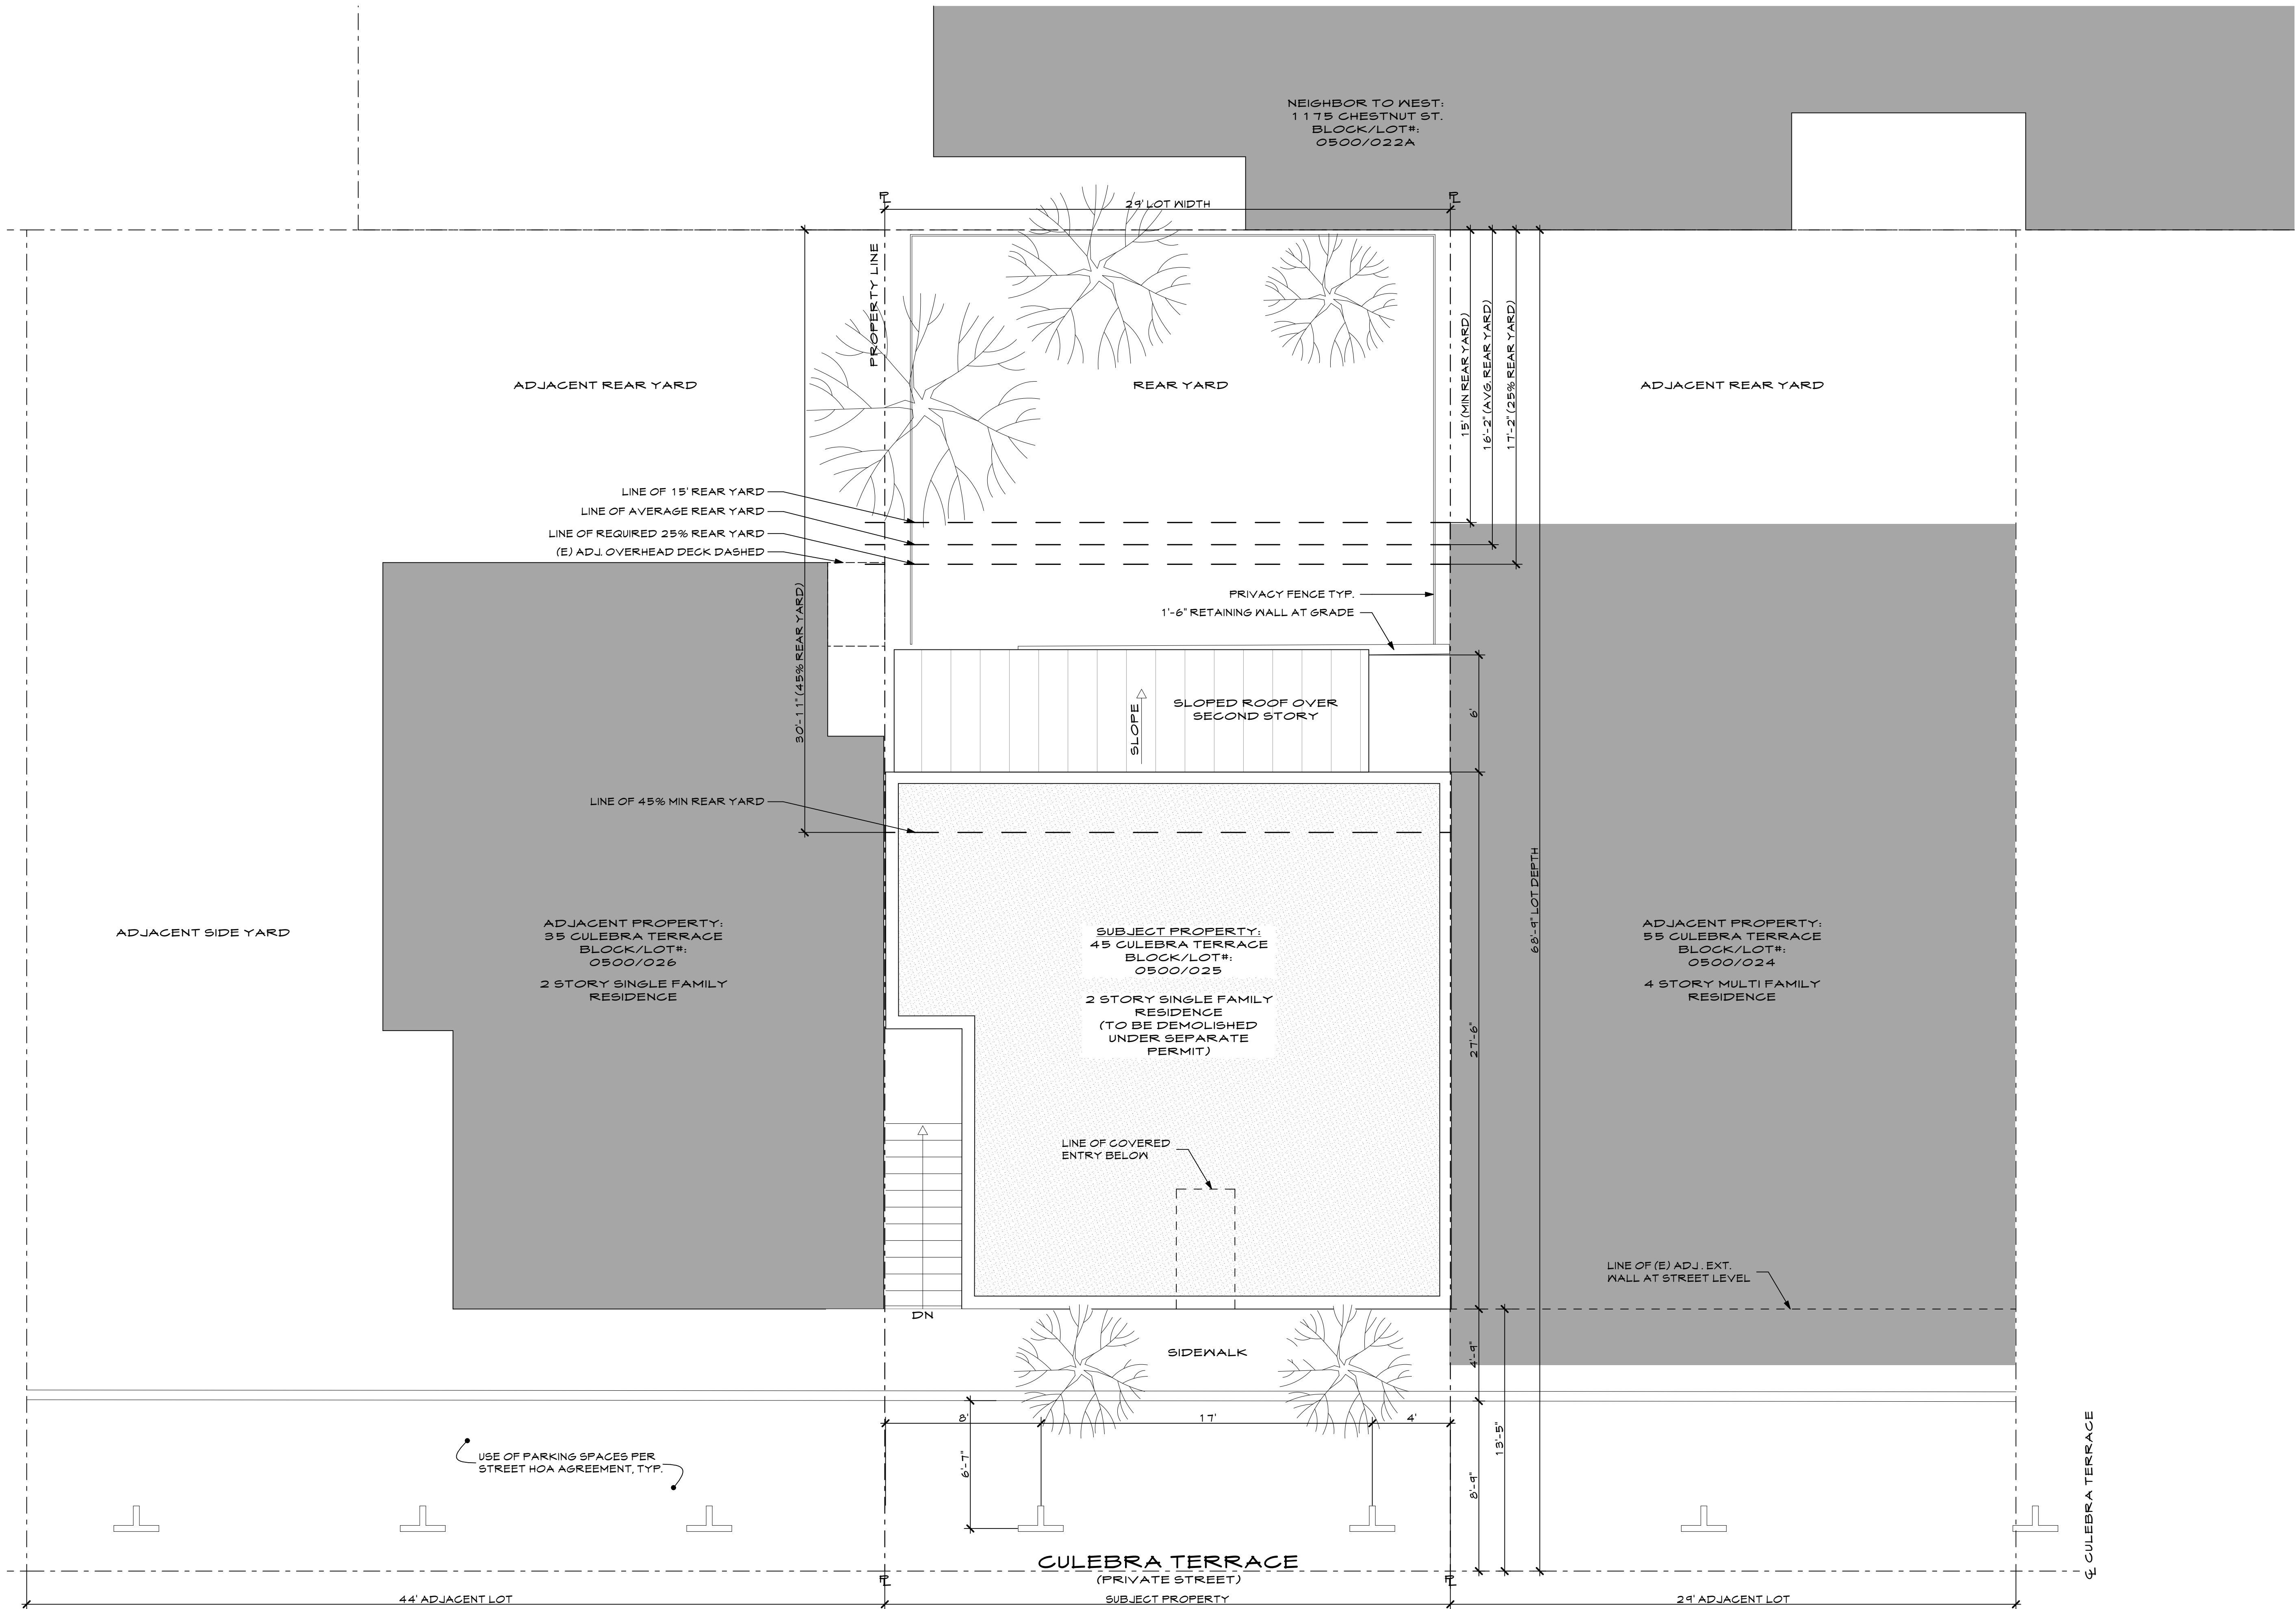 NEIGHBOR TO WEST:
1175 CHESTNUT ST.
BLOCK/LOT#:
0500/022A
PL
PL
29' LOT WIDTH
PROPERTY LINE
ADJACENT REAR YARD
REAR YARD
ADJACENT REAR YARD
15' (MIN REAR YARD)
16'-2" (AVG. REAR YARD)
17'-2" (25% REAR YARD)
LINE OF 15' REAR YARD
LINE OF AVERAGE REAR YARD
LINE OF REQUIRED 25% REAR YARD
(E) ADJ. OVERHEAD DECK DASHED
30'-11" (45% REAR YARD)
PRIVACY FENCE TYP.
1'-6" RETAINING WALL AT GRADE
SLOPE
SLOPED ROOF OVER
SECOND STORY
6'
LINE OF 45% MIN REAR YARD
68'-9" LOT DEPTH
ADJACENT SIDE YARD
ADJACENT PROPERTY:
35 CULEBRA TERRACE
BLOCK/LOT#:
0500/026
2 STORY SINGLE FAMILY
RESIDENCE
SUBJECT PROPERTY:
45 CULEBRA TERRACE
BLOCK/LOT#:
0500/025
2 STORY SINGLE FAMILY
RESIDENCE
(TO BE DEMOLISHED
UNDER SEPARATE
PERMIT)
ADJACENT PROPERTY:
55 CULEBRA TERRACE
BLOCK/LOT#:
0500/024
4 STORY MULTI FAMILY
RESIDENCE
27'-6"
LINE OF COVERED
ENTRY BELOW
LINE OF (E) ADJ. EXT.
WALL AT STREET LEVEL
DN
SIDEWALK
4'-9"
8'
17'
4'
6'-7"
13'-5"
8'-9"
USE OF PARKING SPACES PER
STREET HOA AGREEMENT, TYP.
CL CULEBRA TERRACE
CULEBRA TERRACE
(PRIVATE STREET)
PL
PL
44' ADJACENT LOT
SUBJECT PROPERTY
29' ADJACENT LOT